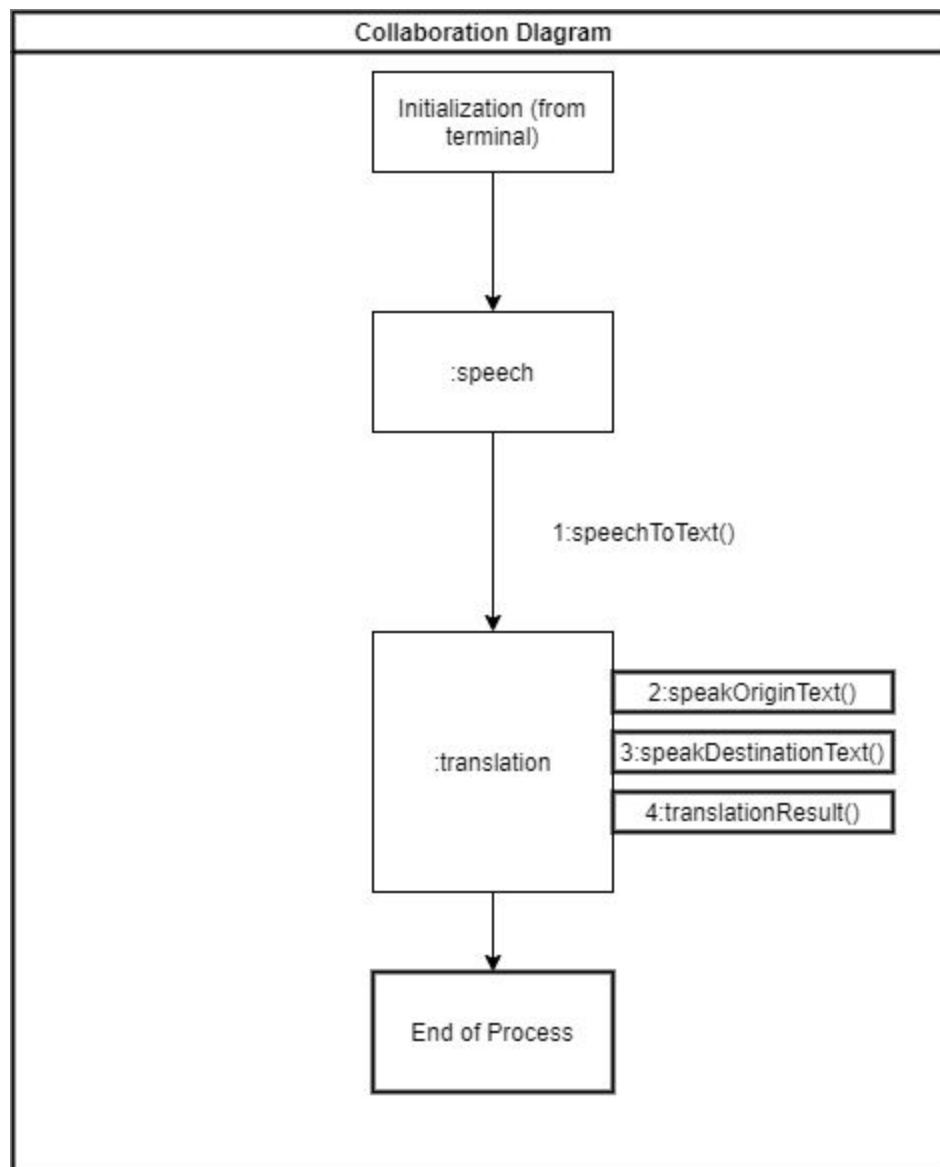 Collaboration DIagram
Initialization (from
terminal)
:speech
1:speechToText()
:translation
2:speakOriginText()
3:speakDestinationText()
4:translationResult()
End of Process